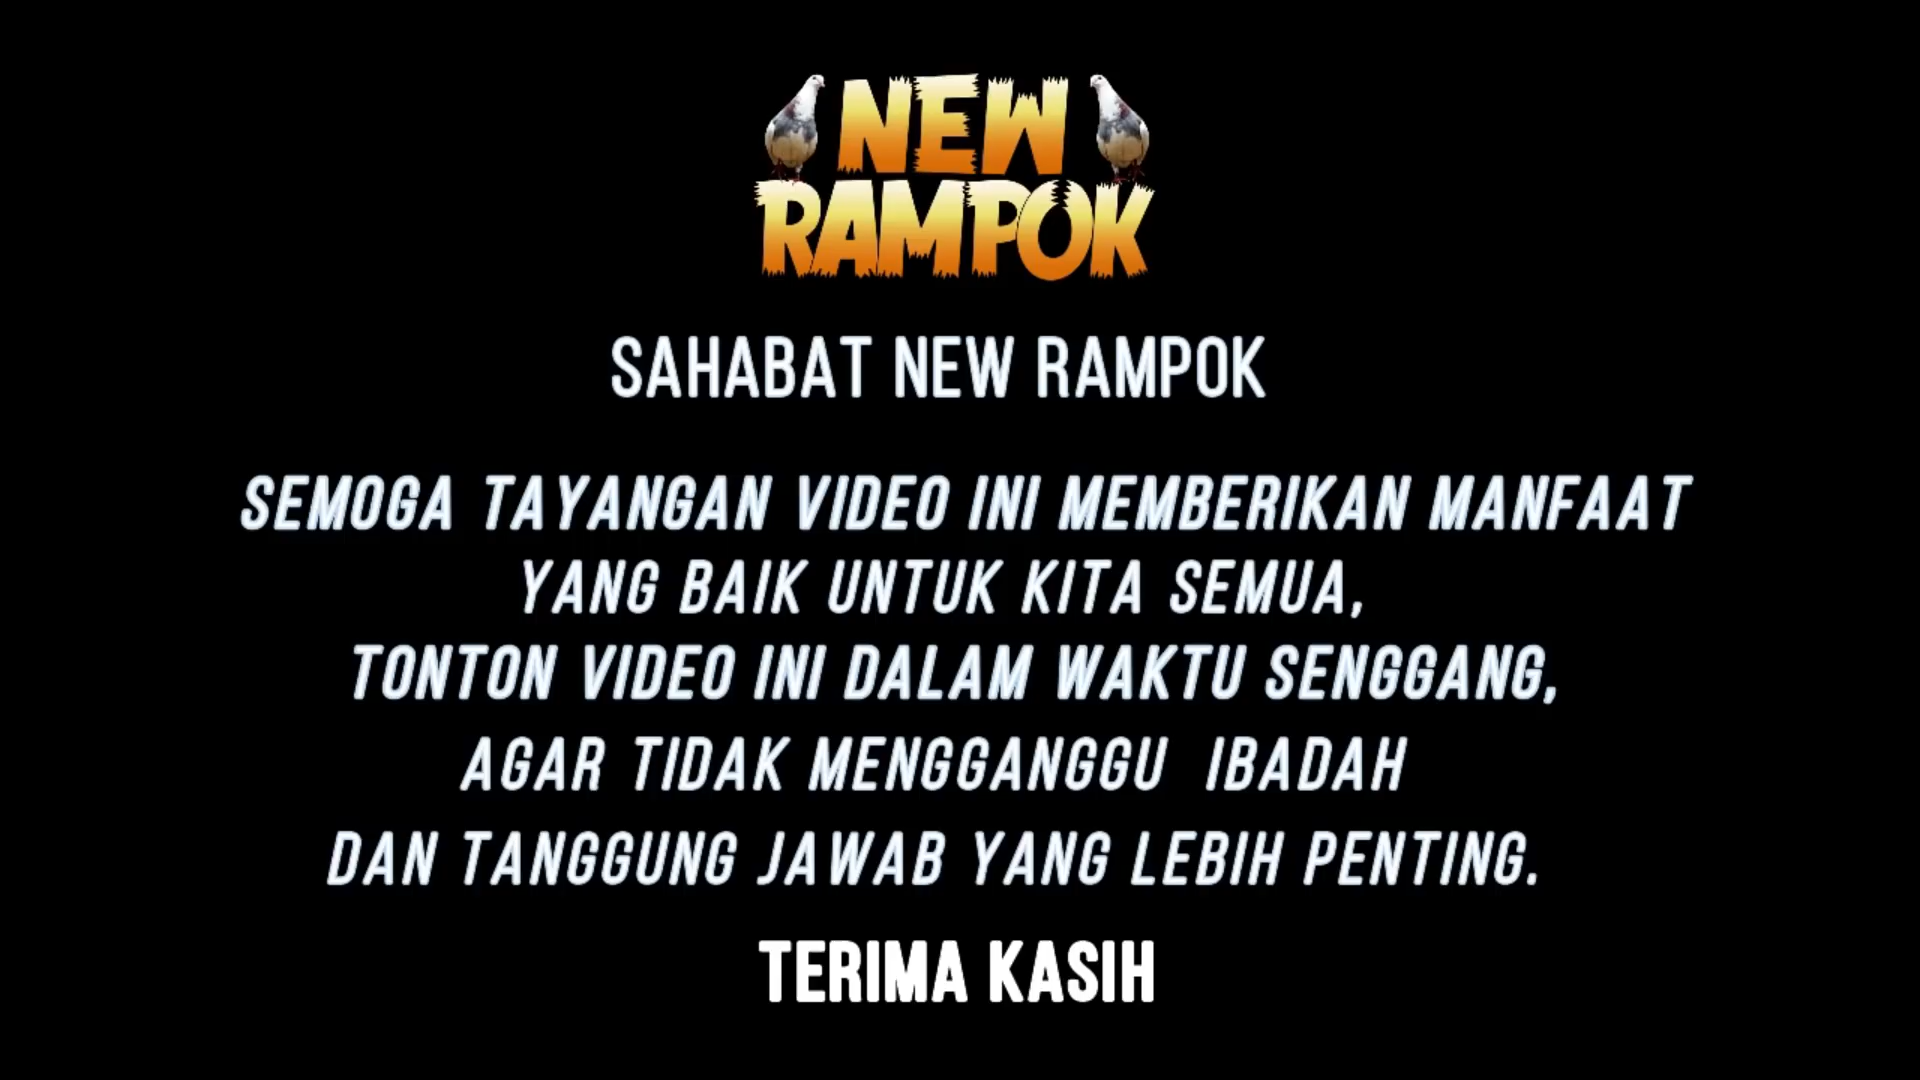 NEW
RAMPOK
SAHABAT NEW RAMPOK
SEMOGA TAYANGAN VIDEO INI MEMBERIKAN MANFAAT
YANG BAIK UNTUK KITA SEMUA,
TONTON VIDEO INI DALAM WAKTU SENGGANG,
AGAR TIDAK MENGGANGGU IBADAH
DAN TANGGUNG JAWAB YANG LEBIH PENTING.
TERIMA KASIH